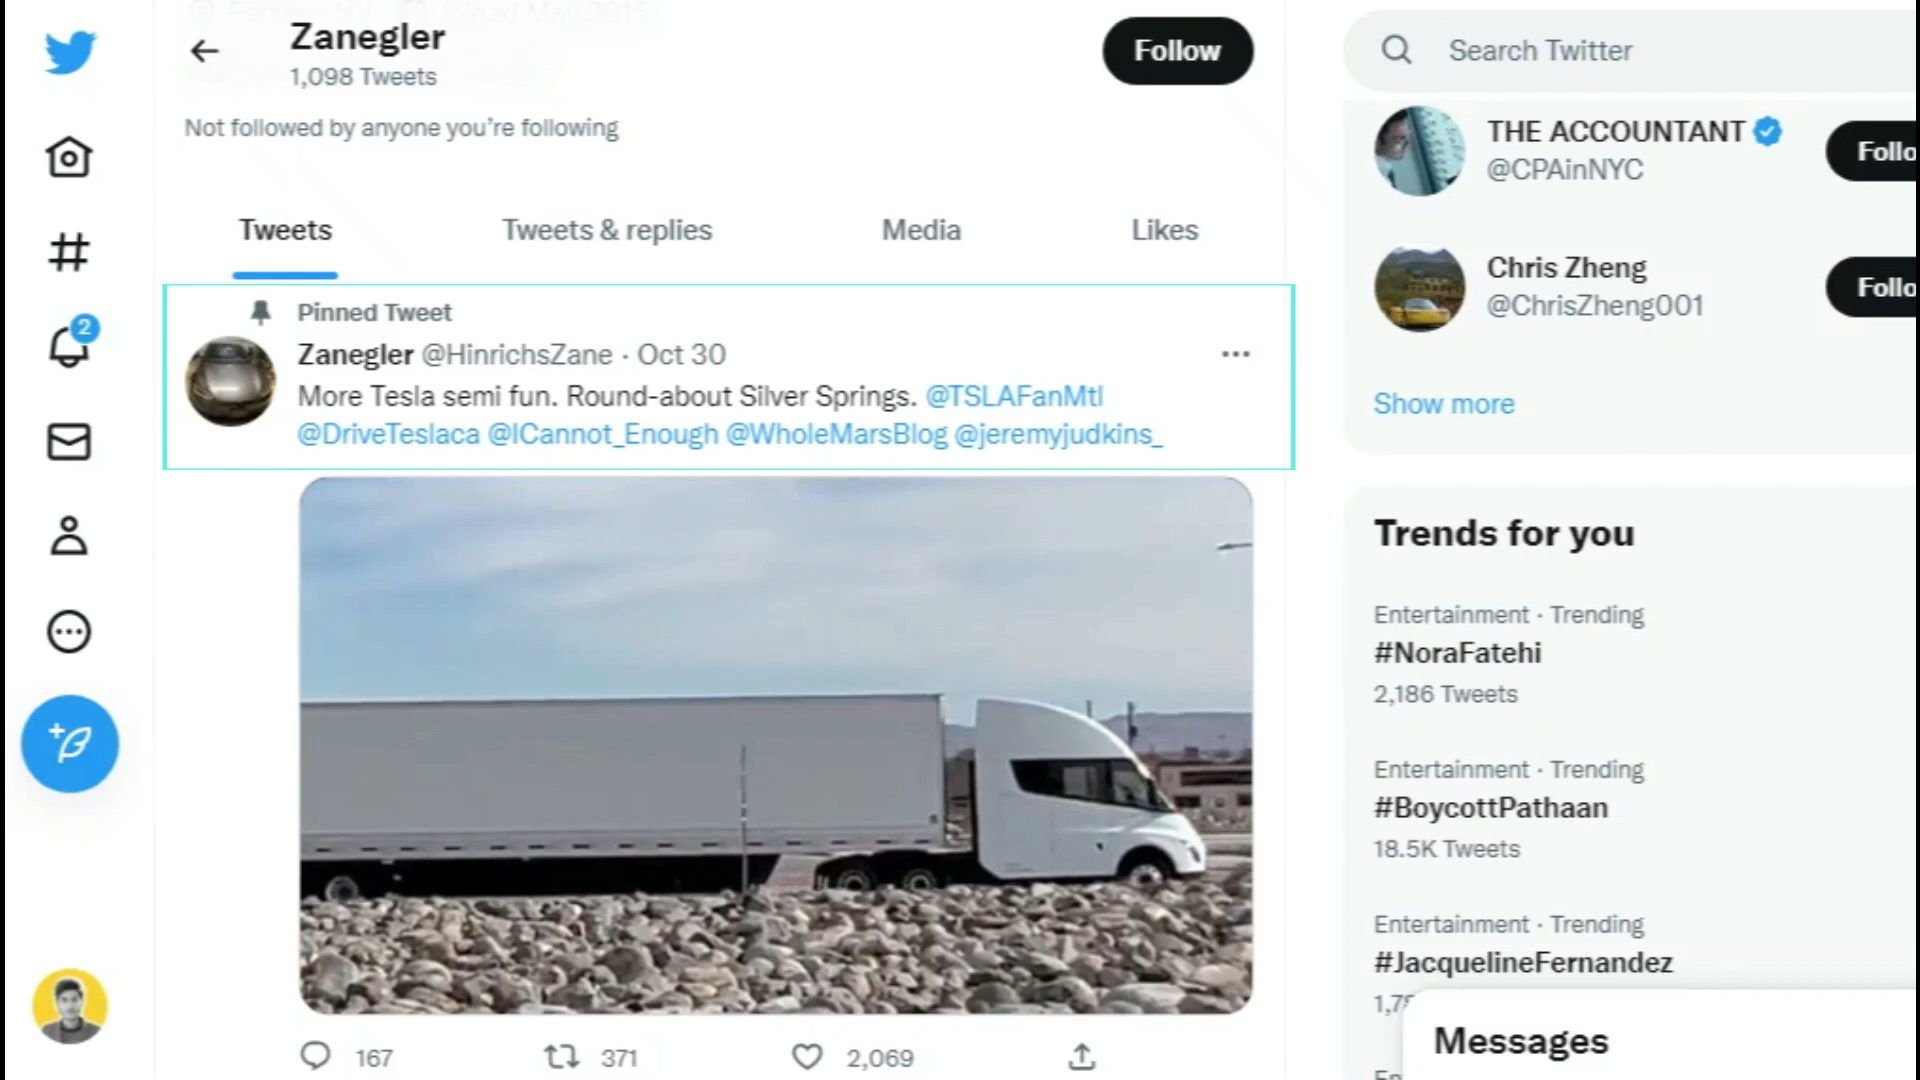 Zanegler
1,098 Tweets
Follow
Not followed by anyone you're following
Tweets
Tweets & replies
Media
Likes
Pinned Tweet
Zanegler @HinrichsZane · Oct 30
More Tesla semi fun. Round-about Silver Springs. @TSLAFanMtl
@DriveTeslaca @ICannot_Enough @WholeMarsBlog @jeremyjudkins_
167
371
2,069
2
Search Twitter
THE ACCOUNTANT
@CPAinNYC
Follo
Chris Zheng
@ChrisZheng001
Follo
Show more
Trends for you
Entertainment · Trending
#NoraFatehi
2,186 Tweets
Entertainment · Trending
#BoycottPathaan
18.5K Tweets
Entertainment · Trending
#JacquelineFernandez
Messages